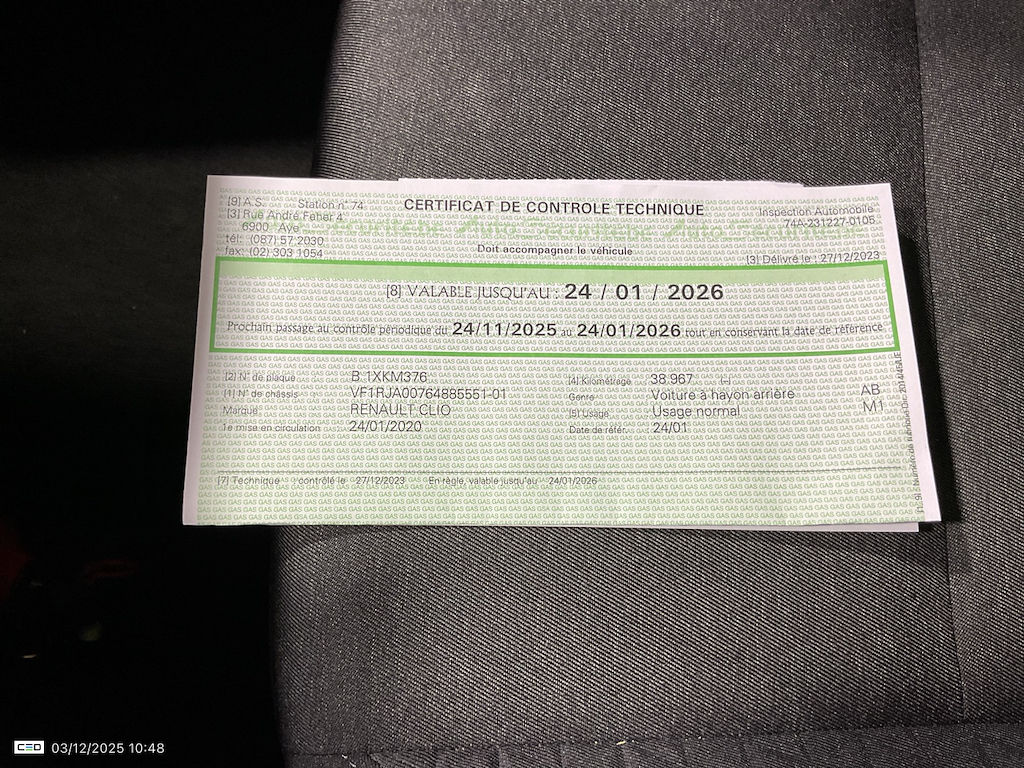 [9] A.S. Station n° 74
[3] Rue André Feher 4
6900 Aye
tél: (087) 57 2030
fax: (02) 303 1054
CERTIFICAT DE CONTROLE TECHNIQUE
Doit accompagner le véhicule
Inspection Automobile
74A-231227-0105
[3] Délivré le : 27/12/2023
[8] VALABLE JUSQU'AU : 24 / 01 / 2026
Prochain passage au contrôle périodique du 24/11/2025 au 24/01/2026 tout en conservant la date de référence
[2] N° de plaque B 1XKM376
[4] Kilométrage 38.967 (--)
[1] N° de châssis VF1RJA00764885551-01
Genre Voiture à hayon arrière AB
Marque RENAULT CLIO
[5] Usage Usage normal M1
1e mise en circulation 24/01/2020
Date de référ. 24/01
[7] Technique : contrôlé le 27/12/2023 En règle, valable jusqu'au 24/01/2026
CEO 03/12/2025 10:48